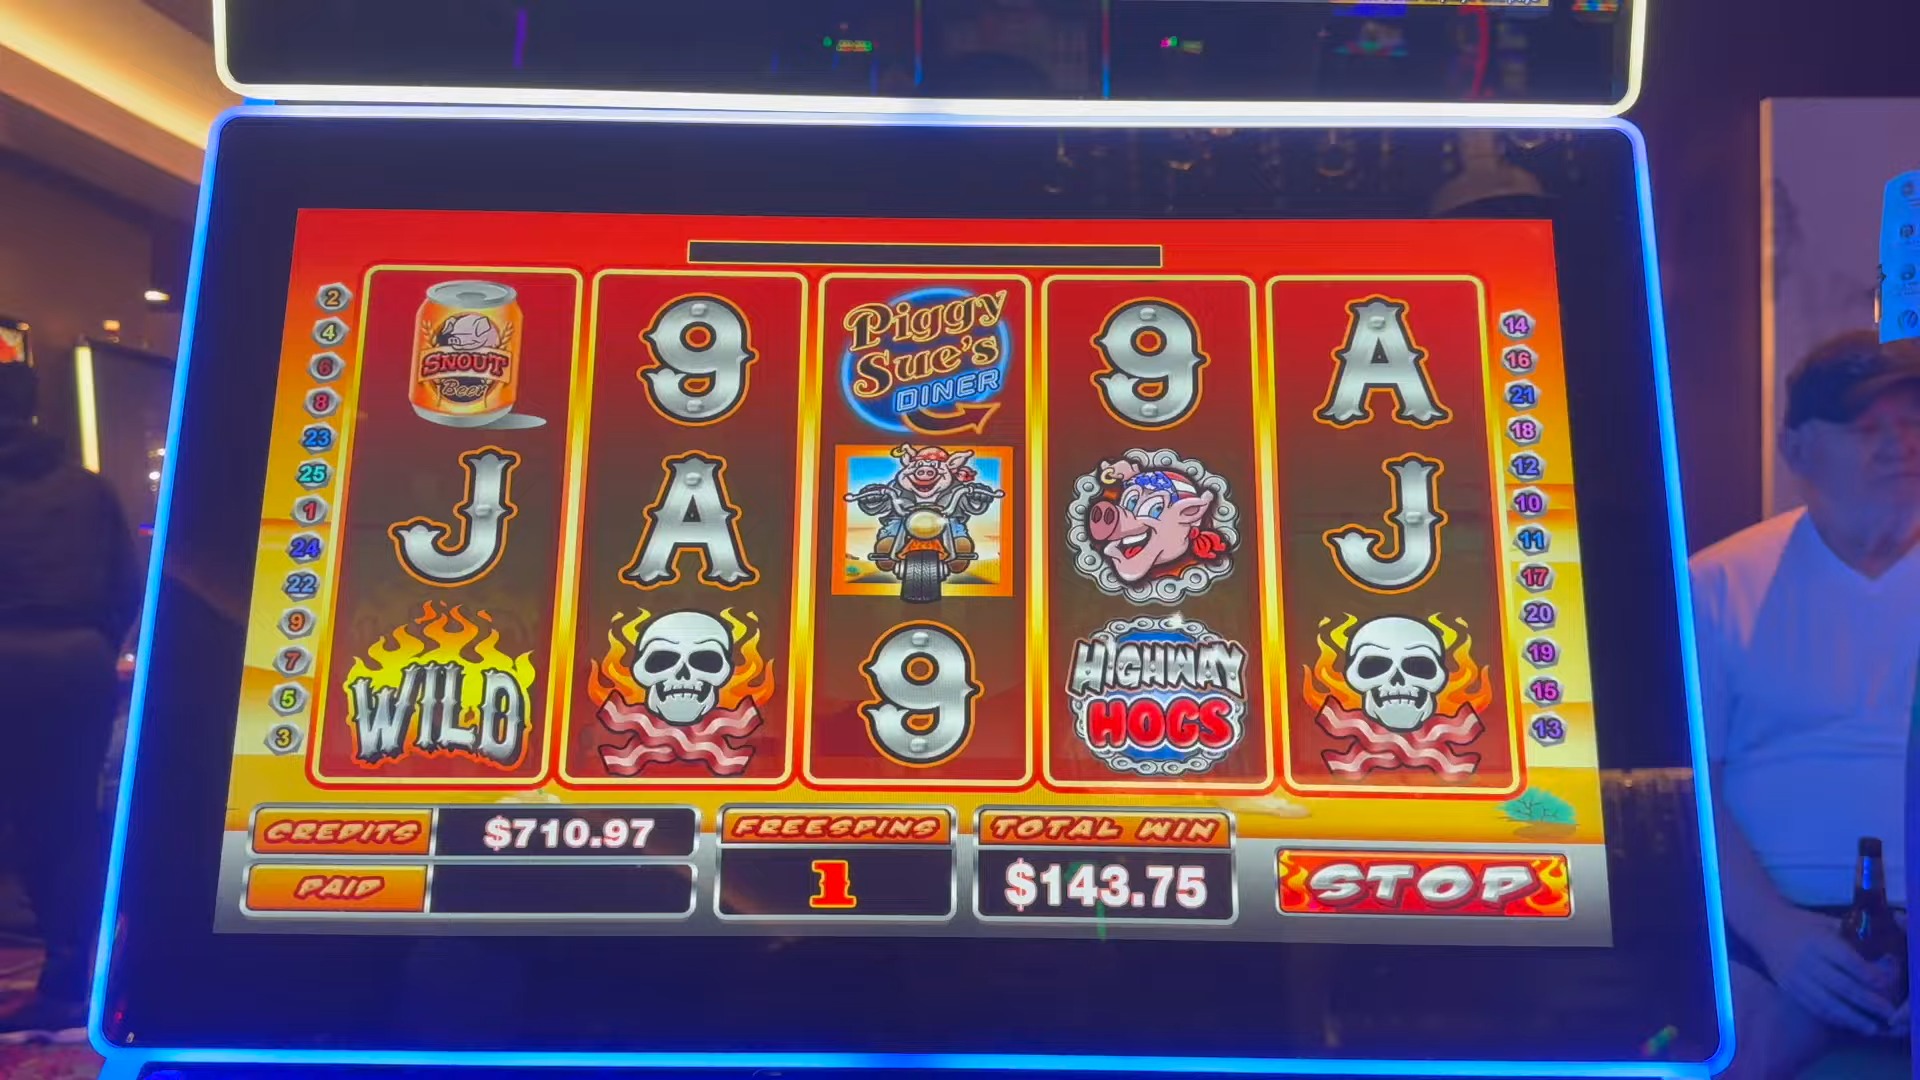 2
4
6
8
23
25
1
24
22
9
7
5
3
SNOUT
Beer
9
Piggy
Sue's
DINER
9
A
J
A
J
WILD
9
HIGHWAY
HOGS
14
16
21
18
12
10
11
17
20
19
15
13
CREDITS $710.97
PAID
FREESPINS
1
TOTAL WIN
$143.75
STOP